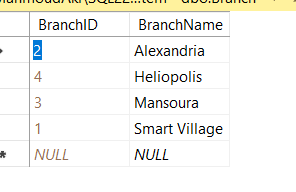 BranchID BranchName
2 Alexandria
4 Heliopolis
3 Mansoura
1 Smart Village
* NULL NULL